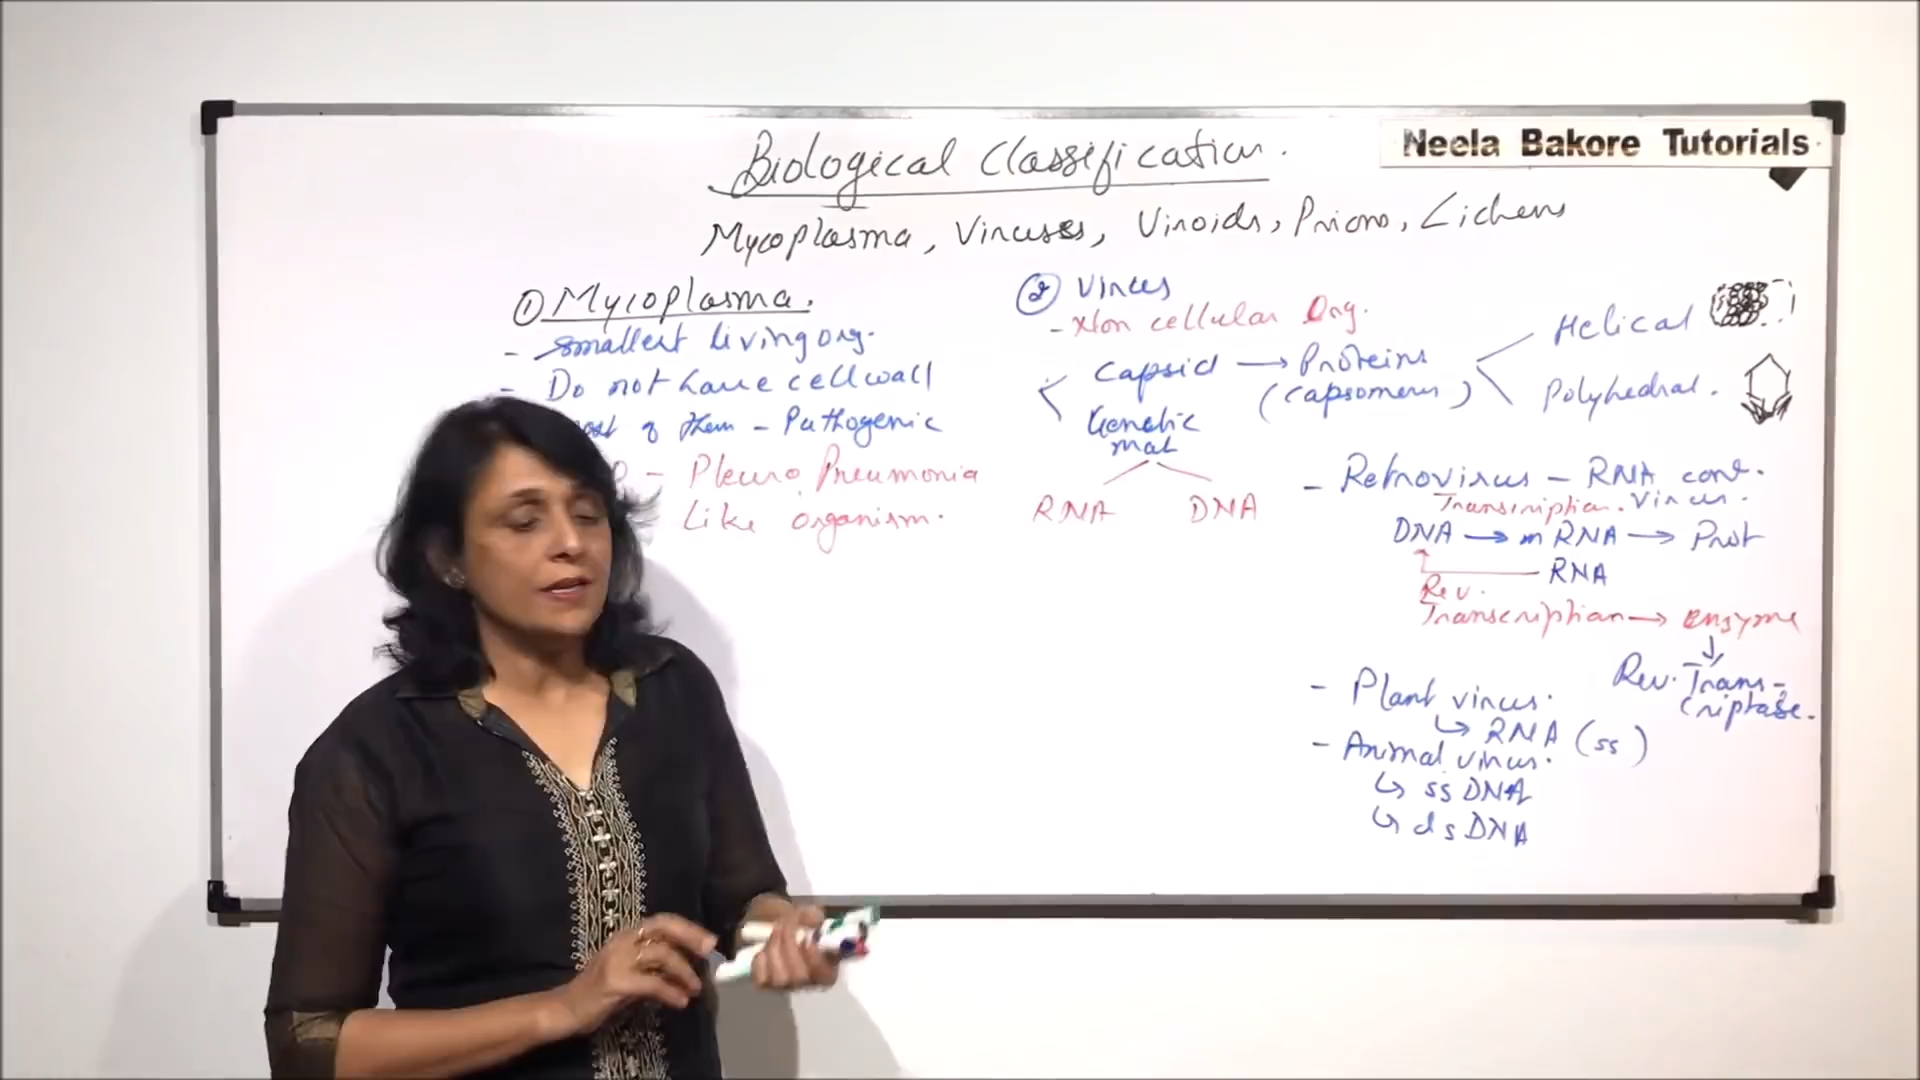 Biological Classification.
Neela Bakore Tutorials
Mycoplasma, Viruses, Viroids, Prions, Lichens
① Mycoplasma.
- smallest living org.
- Do not have cell wall
of them - Pathogenic
- Pleuro Pneumonia
Like organism.
② Virus
- Non cellular Org.
Capsid → Proteins
(capsomers)
Helical
Polyhedral.
Genetic
mat
RNA DNA
- Retrovirus - RNA cont.
Virus.
Transcription.
DNA → mRNA → Prot
RNA
Rev.
Transcription → enzyme
↓
Rev. Trans-
criptase.
- Plant virus.
↳ RNA (ss)
- Animal virus.
↳ ss DNA
↳ ds DNA